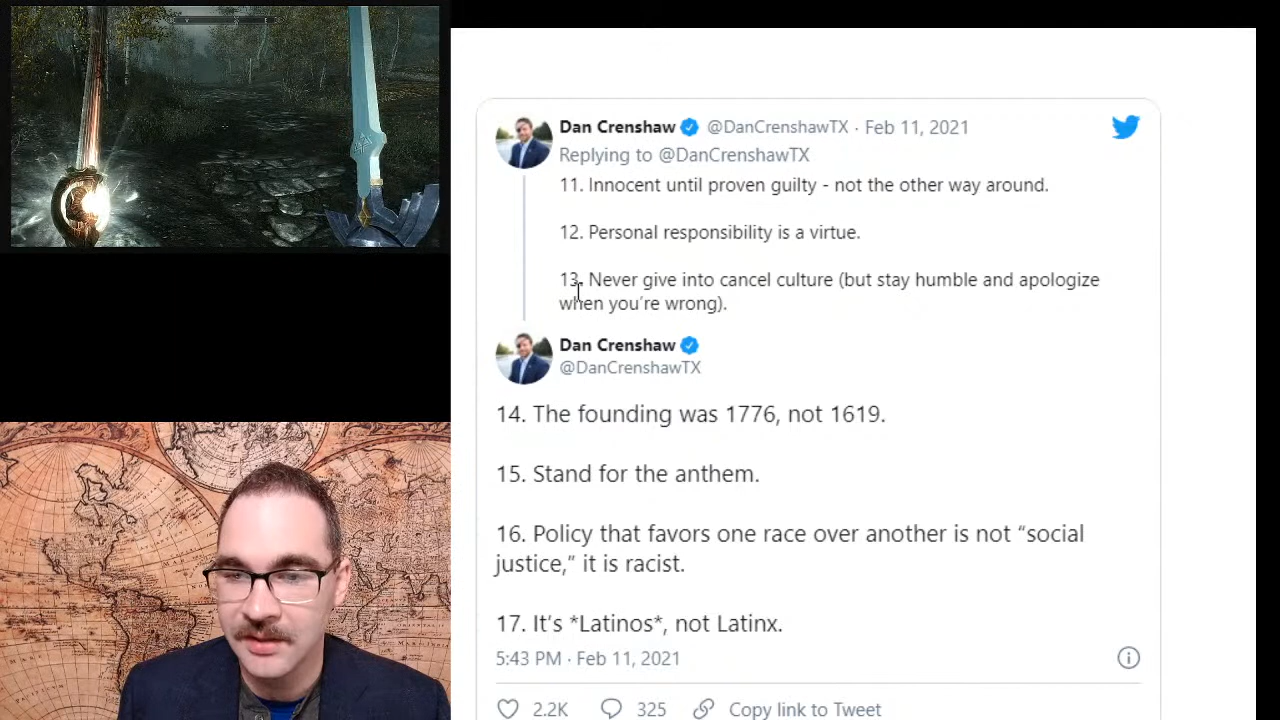 Dan Crenshaw @DanCrenshawTX · Feb 11, 2021
Replying to @DanCrenshawTX
11. Innocent until proven guilty - not the other way around.
12. Personal responsibility is a virtue.
13. Never give into cancel culture (but stay humble and apologize
when you’re wrong).
Dan Crenshaw
@DanCrenshawTX
14. The founding was 1776, not 1619.
15. Stand for the anthem.
16. Policy that favors one race over another is not “social
justice,” it is racist.
17. It’s *Latinos*, not Latinx.
5:43 PM · Feb 11, 2021
2.2K 325 Copy link to Tweet